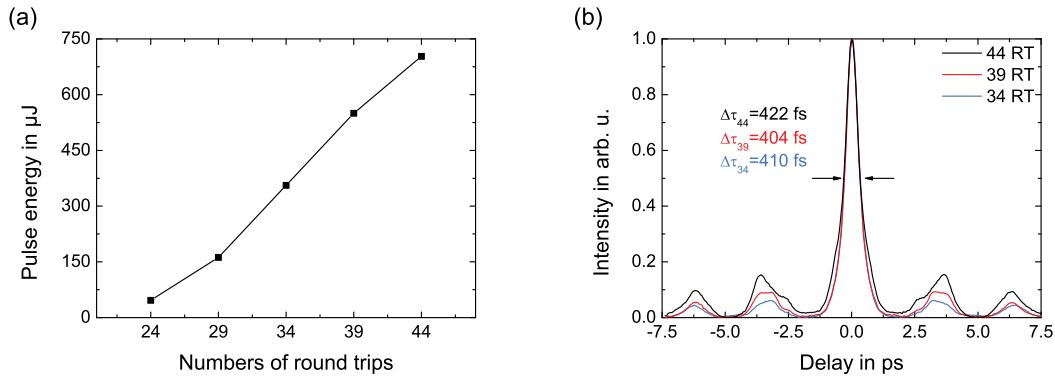 (a)
Pulse energy in µJ
750
600
450
300
150
0
24 29 34 39 44
Numbers of round trips
(b)
Intensity in arb. u.
1.0
0.8
0.6
0.4
0.2
0.0
-7.5 -5.0 -2.5 0.0 2.5 5.0 7.5
Delay in ps
44 RT
39 RT
34 RT
Δτ44=422 fs
Δτ39=404 fs
Δτ34=410 fs